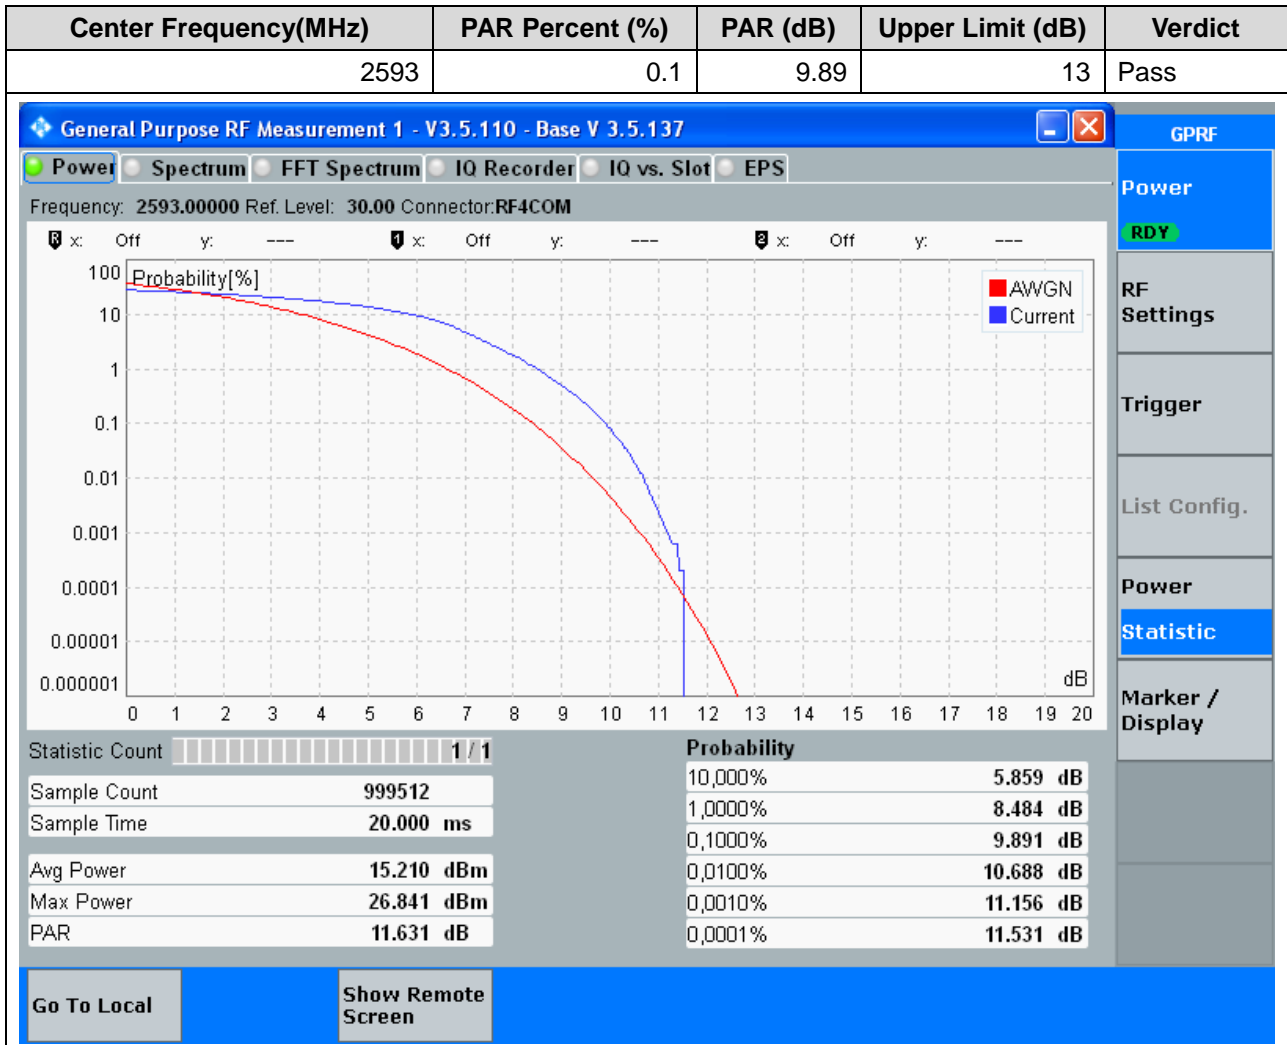 Center Frequency(MHz) PAR Percent (%) PAR (dB) Upper Limit (dB) Verdict
2593 0.1 9.89 13 Pass
General Purpose RF Measurement 1 - V3.5.110 - Base V 3.5.137
GPRF
Power Spectrum FFT Spectrum IQ Recorder IQ vs. Slot EPS
Power
RDY
Frequency: 2593.00000 Ref. Level: 30.00 Connector:RF4COM
R x: Off y: --- 1 x: Off y: --- 2 x: Off y: ---
Probability[%]
AWGN
Current
100
10
1
0.1
0.01
0.001
0.0001
0.00001
0.000001
dB
0 1 2 3 4 5 6 7 8 9 10 11 12 13 14 15 16 17 18 19 20
RF
Settings
Trigger
List Config.
Power
Statistic
Marker /
Display
Statistic Count 1 / 1
Sample Count 999512
Sample Time 20.000 ms
Avg Power 15.210 dBm
Max Power 26.841 dBm
PAR 11.631 dB
Probability
10,000% 5.859 dB
1,0000% 8.484 dB
0,1000% 9.891 dB
0,0100% 10.688 dB
0,0010% 11.156 dB
0,0001% 11.531 dB
Go To Local
Show Remote
Screen